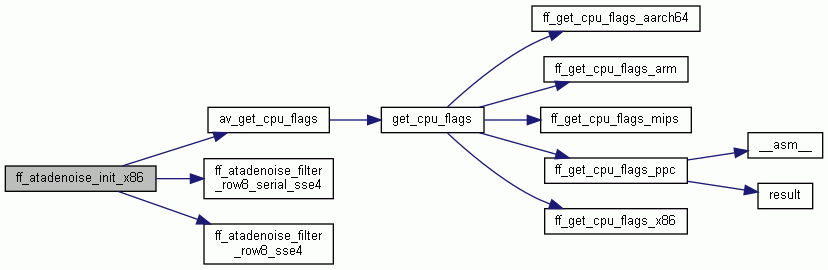 ff_atadenoise_init_x86
av_get_cpu_flags
ff_atadenoise_filter
_row8_serial_sse4
ff_atadenoise_filter
_row8_sse4
get_cpu_flags
ff_get_cpu_flags_aarch64
ff_get_cpu_flags_arm
ff_get_cpu_flags_mips
ff_get_cpu_flags_ppc
ff_get_cpu_flags_x86
__asm__
result